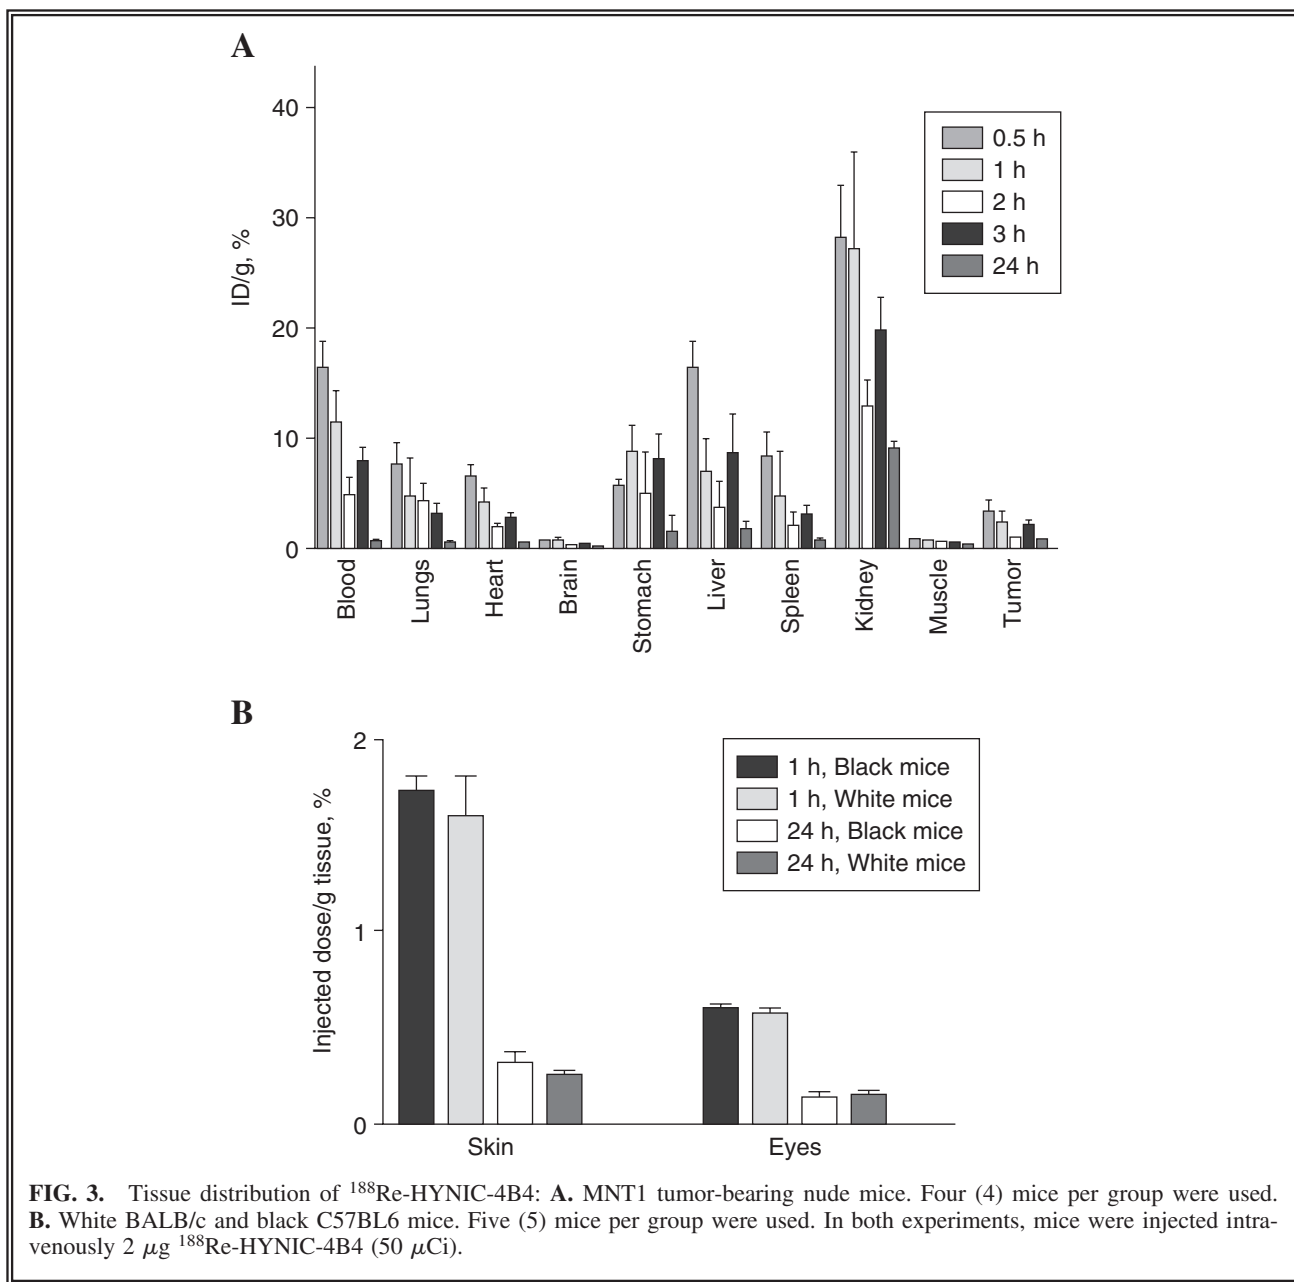 A
40
30
20
10
0
ID/g, %
0.5 h
1 h
2 h
3 h
24 h
Blood
Lungs
Heart
Brain
Stomach
Liver
Spleen
Kidney
Muscle
Tumor
B
2
1
0
Injected dose/g tissue, %
1 h, Black mice
1 h, White mice
24 h, Black mice
24 h, White mice
Skin
Eyes
FIG. 3. Tissue distribution of ¹⁸⁸Re-HYNIC-4B4: A. MNT1 tumor-bearing nude mice. Four (4) mice per group were used.
B. White BALB/c and black C57BL6 mice. Five (5) mice per group were used. In both experiments, mice were injected intra-
venously 2 μg ¹⁸⁸Re-HYNIC-4B4 (50 μCi).